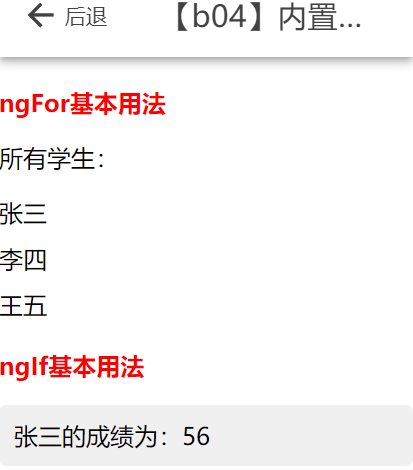 后退 【b04】内置...
ngFor基本用法
所有学生：
张三
李四
王五
ngIf基本用法
张三的成绩为：56